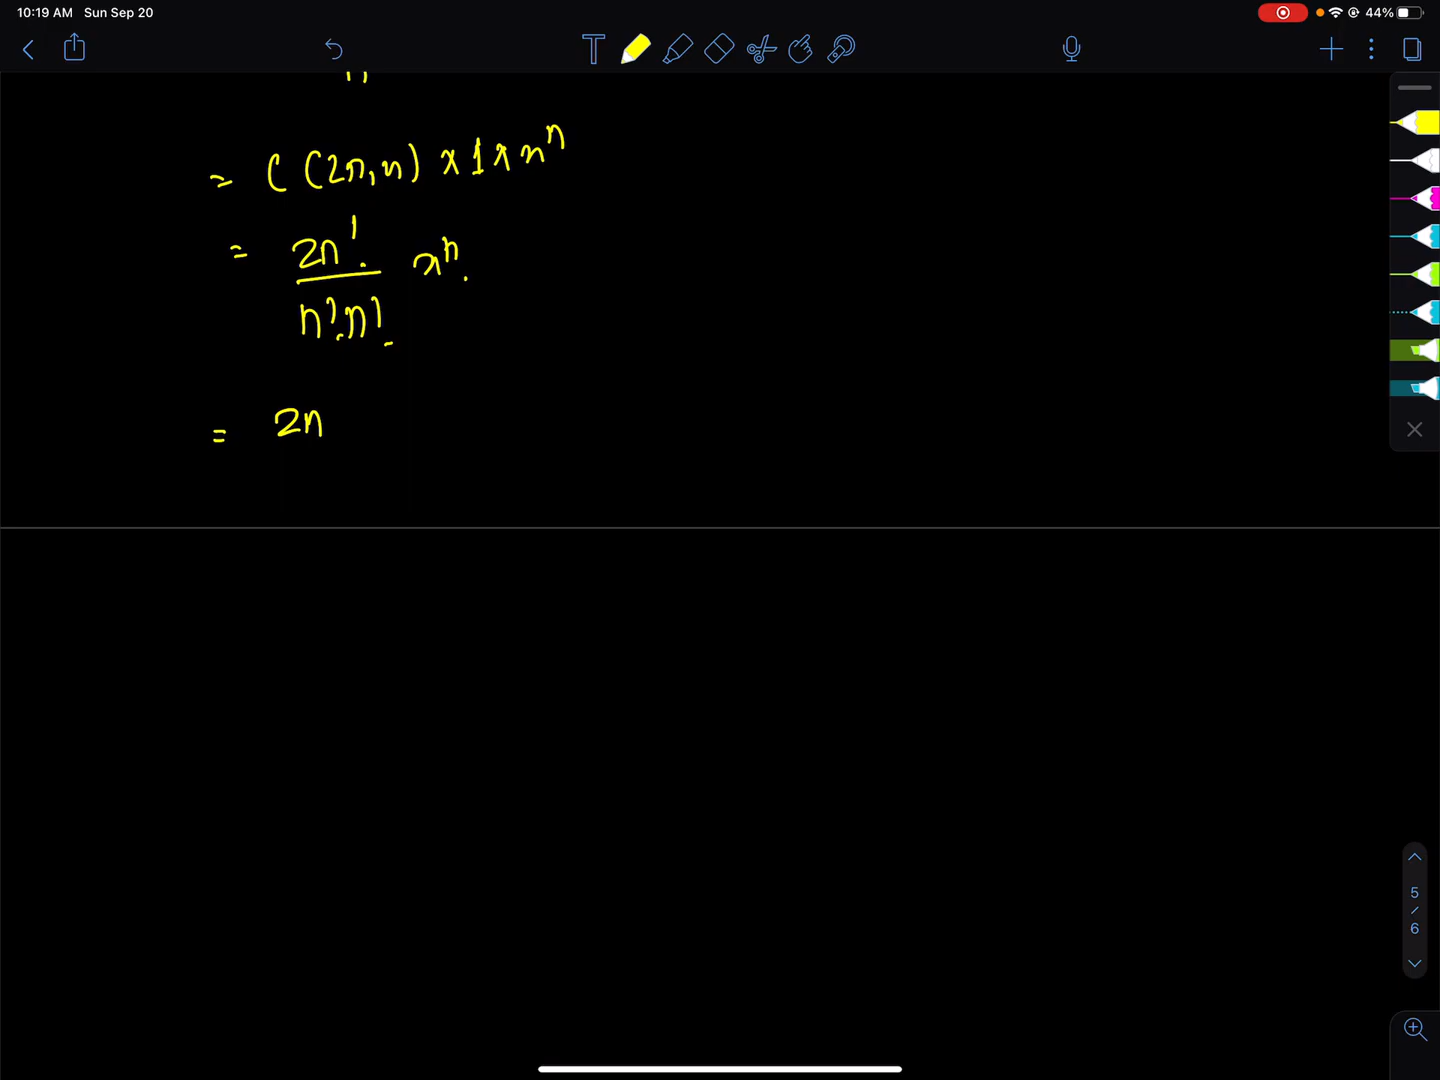 10:19 AM Sun Sep 20 44%
= C (2n, n) x 1 x x^n
= 2n! / n! n! x^n.
= 2n
5
/
6